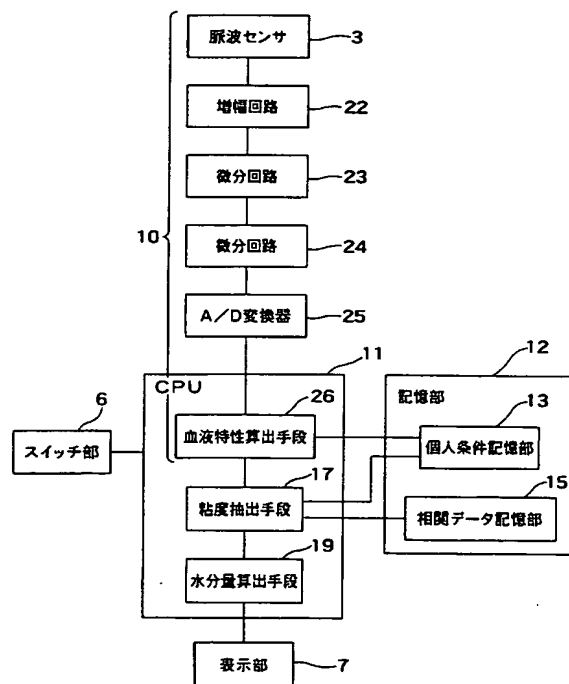 脈波センサ
3
増幅回路
22
微分回路
23
10
微分回路
24
A/D変換器
25
11
12
CPU
26
記憶部
13
6
スイッチ部
血液特性算出手段
個人条件記憶部
17
15
粘度抽出手段
相関データ記憶部
19
水分量算出手段
表示部
7